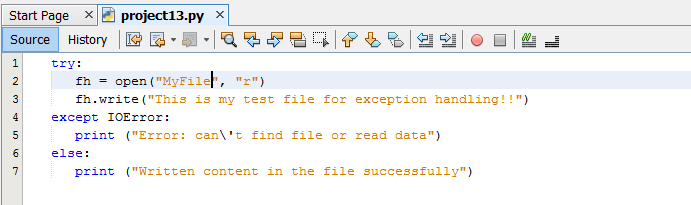 Start Page × project13.py ×
Source History
1 try:
2 fh = open("MyFile", "r")
3 fh.write("This is my test file for exception handling!!")
4 except IOError:
5 print ("Error: can\'t find file or read data")
6 else:
7 print ("Written content in the file successfully")